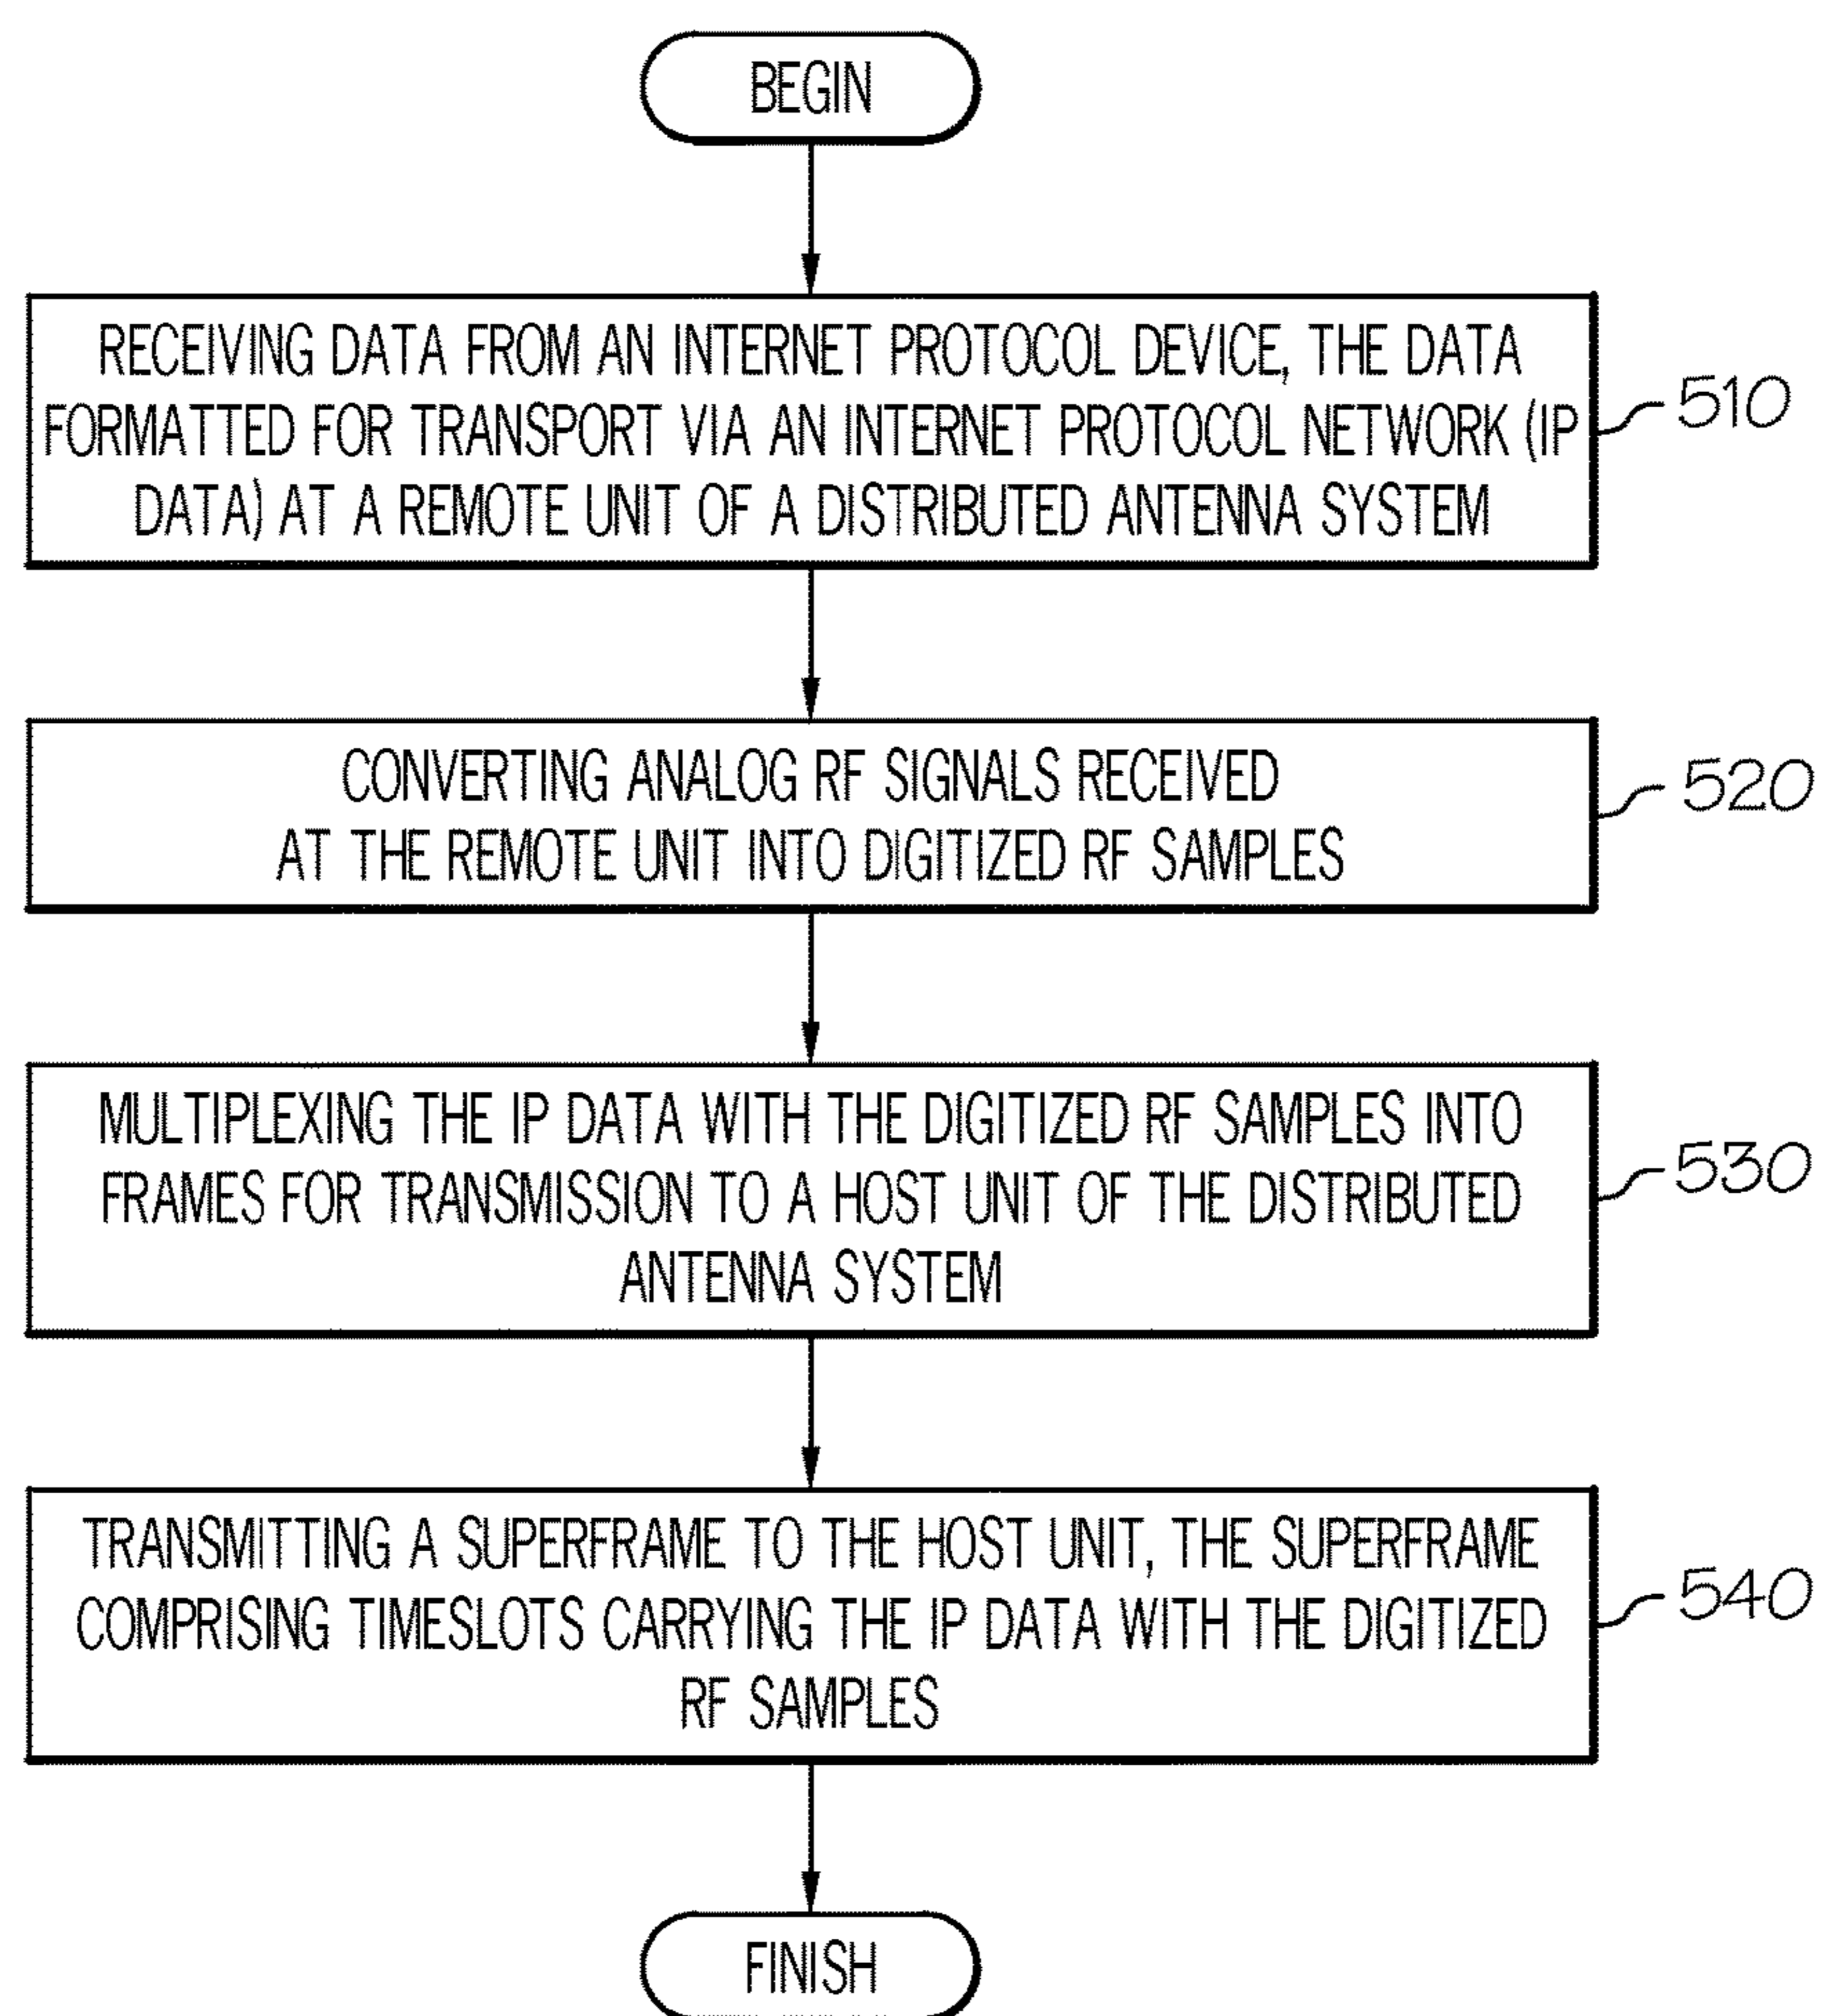 BEGIN
RECEIVING DATA FROM AN INTERNET PROTOCOL DEVICE, THE DATA
FORMATTED FOR TRANSPORT VIA AN INTERNET PROTOCOL NETWORK (IP
DATA) AT A REMOTE UNIT OF A DISTRIBUTED ANTENNA SYSTEM
510
CONVERTING ANALOG RF SIGNALS RECEIVED
AT THE REMOTE UNIT INTO DIGITIZED RF SAMPLES
520
MULTIPLEXING THE IP DATA WITH THE DIGITIZED RF SAMPLES INTO
FRAMES FOR TRANSMISSION TO A HOST UNIT OF THE DISTRIBUTED
ANTENNA SYSTEM
530
TRANSMITTING A SUPERFRAME TO THE HOST UNIT, THE SUPERFRAME
COMPRISING TIMESLOTS CARRYING THE IP DATA WITH THE DIGITIZED
RF SAMPLES
540
FINISH